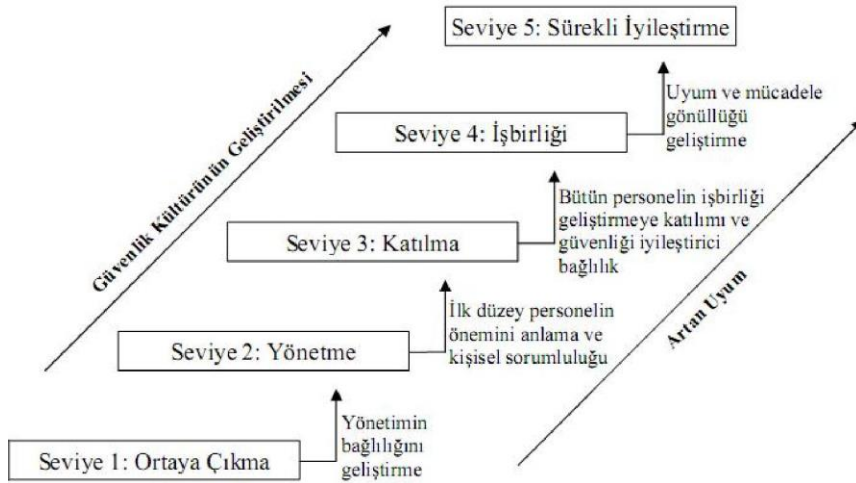 Seviye 5: Sürekli İyileştirme
Uyum ve mücadele
gönüllüğü
geliştirme
Seviye 4: İşbirliği
Bütün personelin işbirliği
geliştirmeye katılımı ve
güvenliği iyileştirici
bağlılık
Seviye 3: Katılma
İlk düzey personelin
önemini anlama ve
kişisel sorumluluğu
Seviye 2: Yönetme
Yönetimin
bağlılığını
geliştirme
Seviye 1: Ortaya Çıkma
Güvenlik Kültürünün Geliştirilmesi
Artan Uyum